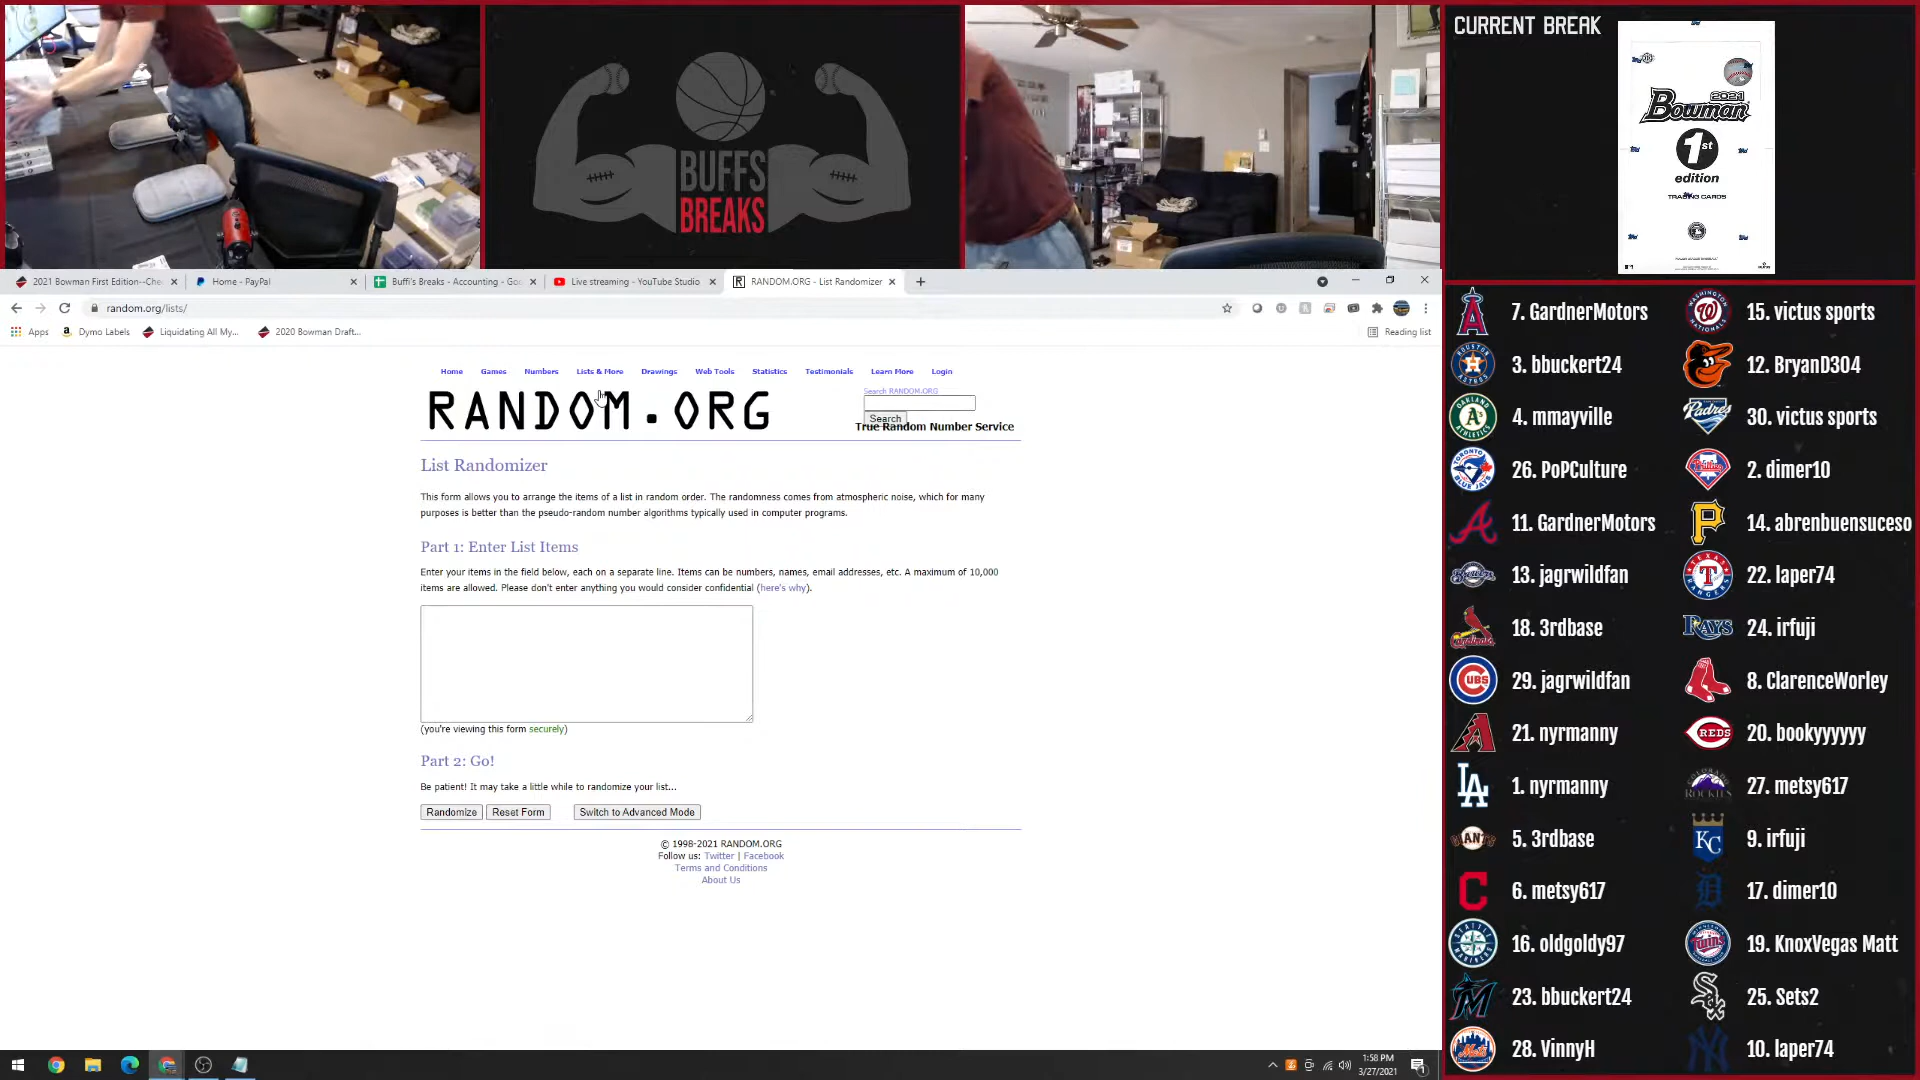 BUFFS
BREAKS
CURRENT BREAK
2021
Bowman
1st
edition
TRADING CARDS
2021 Bowman First Edition--Che
Home - PayPal
Buffi's Breaks - Accounting - Goo
Live streaming - YouTube Studio
RANDOM.ORG - List Randomizer
random.org/lists/
Apps
Dymo Labels
Liquidating All My...
2020 Bowman Draft...
Reading list
Home
Games
Numbers
Lists & More
Drawings
Web Tools
Statistics
Testimonials
Learn More
Login
RANDOM.ORG
Search RANDOM.ORG
Search
True Random Number Service
List Randomizer
This form allows you to arrange the items of a list in random order. The randomness comes from atmospheric noise, which for many
purposes is better than the pseudo-random number algorithms typically used in computer programs.
Part 1: Enter List Items
Enter your items in the field below, each on a separate line. Items can be numbers, names, email addresses, etc. A maximum of 10,000
items are allowed. Please don't enter anything you would consider confidential (here's why).
(you're viewing this form securely)
Part 2: Go!
Be patient! It may take a little while to randomize your list...
Randomize
Reset Form
Switch to Advanced Mode
© 1998-2021 RANDOM.ORG
Follow us: Twitter | Facebook
Terms and Conditions
About Us
7. GardnerMotors
15. victus sports
3. bbuckert24
12. BryanD304
4. mmayville
30. victus sports
26. PoPCulture
2. dimer10
11. GardnerMotors
14. abrenbuensuceso
13. jagrwildfan
22. laper74
18. 3rdbase
24. irfuji
29. jagrwildfan
8. ClarenceWorley
21. nyrmanny
20. bookyyyyyy
1. nyrmanny
27. metsy617
5. 3rdbase
9. irfuji
6. metsy617
17. dimer10
16. oldgoldy97
19. KnoxVegas Matt
23. bbuckert24
25. Sets2
28. VinnyH
10. laper74
1:58 PM
3/27/2021